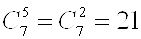 $C_7^5 = C_7^2 = 21$